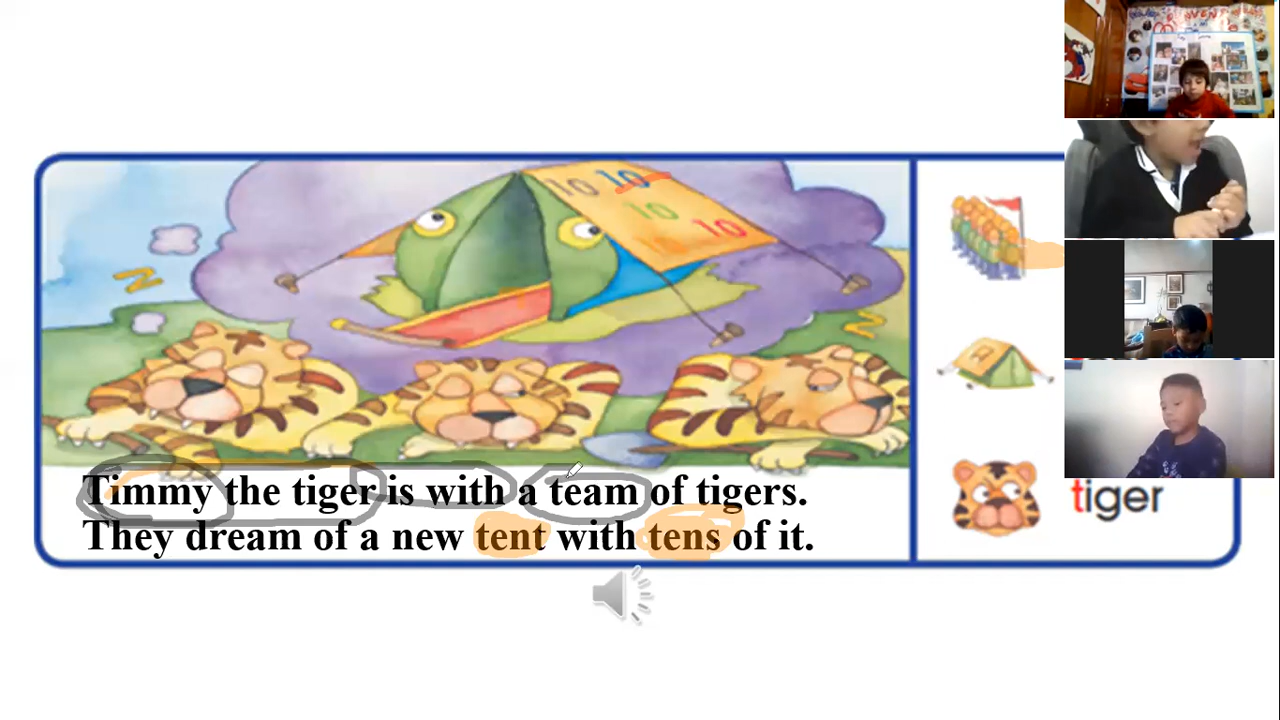 10 10
10
10
Timmy the tiger is with a team of tigers.
They dream of a new tent with tens of it.
tiger